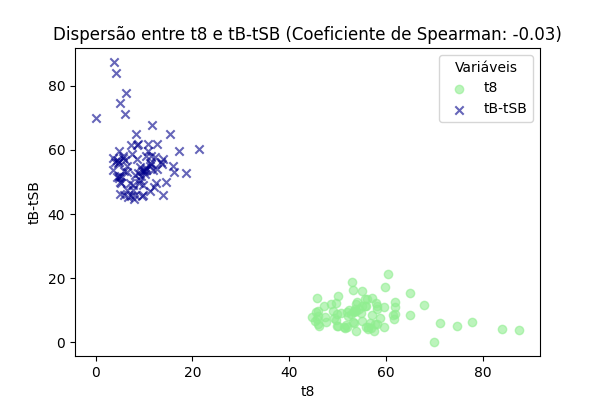 Dispersão entre t8 e tB-tSB (Coeficiente de Spearman: -0.03)
Variáveis
t8
tB-tSB
tB-tSB
80
60
40
20
0
0 20 40 60 80
t8